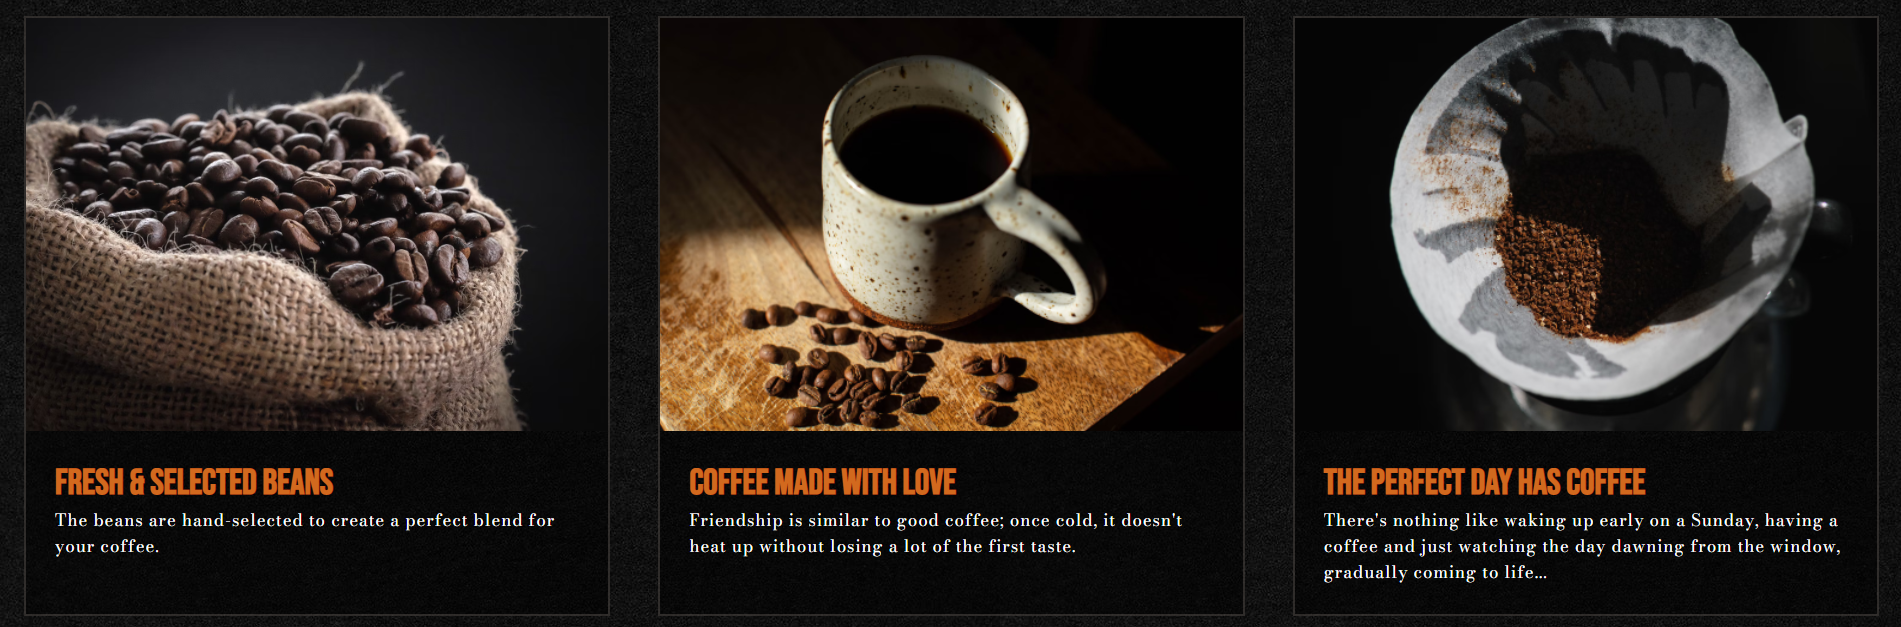 FRESH & SELECTED BEANS
The beans are hand-selected to create a perfect blend for
your coffee.
COFFEE MADE WITH LOVE
Friendship is similar to good coffee; once cold, it doesn't
heat up without losing a lot of the first taste.
THE PERFECT DAY HAS COFFEE
There's nothing like waking up early on a Sunday, having a
coffee and just watching the day dawning from the window,
gradually coming to life...